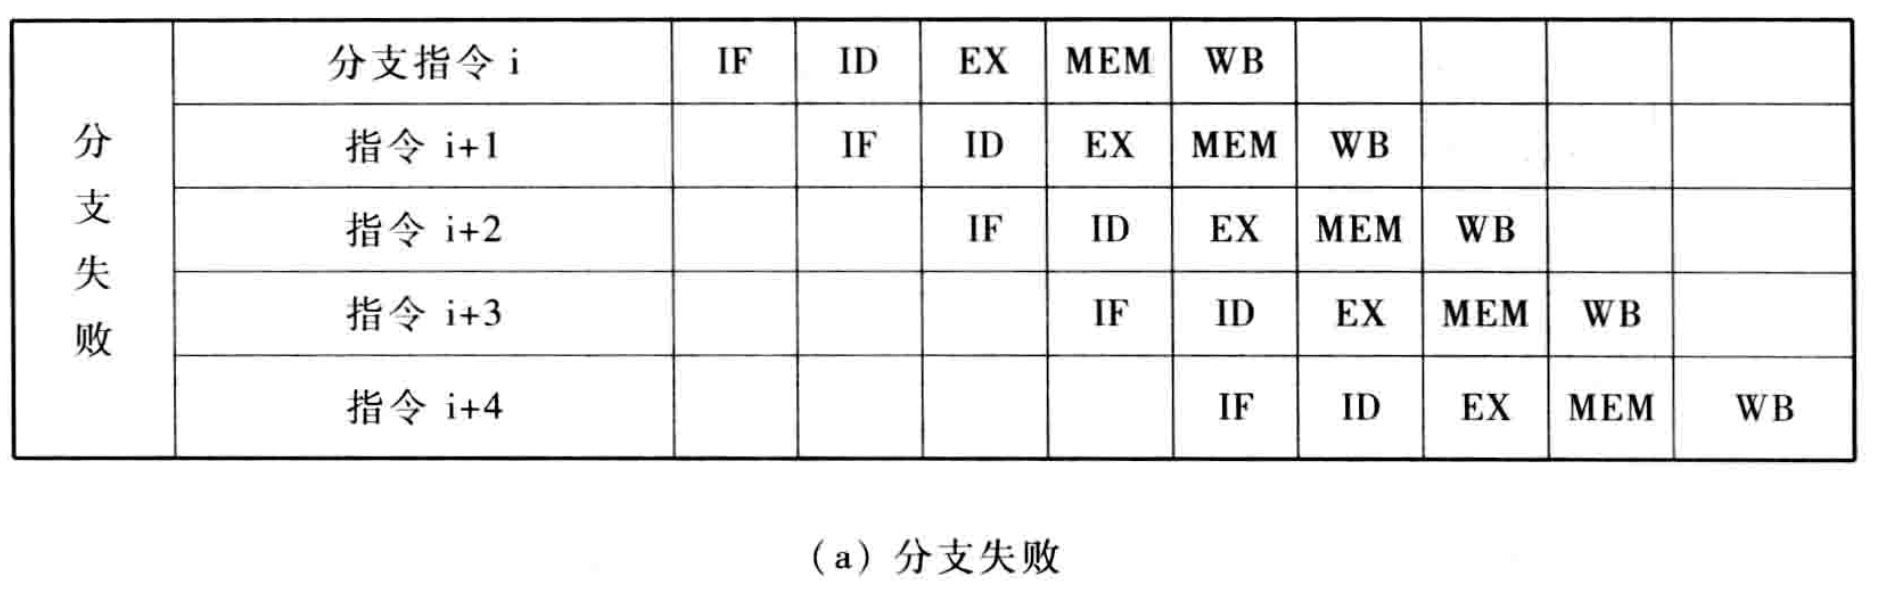 分支失败
分支指令 i IF ID EX MEM WB
指令 i+1 IF ID EX MEM WB
指令 i+2 IF ID EX MEM WB
指令 i+3 IF ID EX MEM WB
指令 i+4 IF ID EX MEM WB
(a) 分支失败